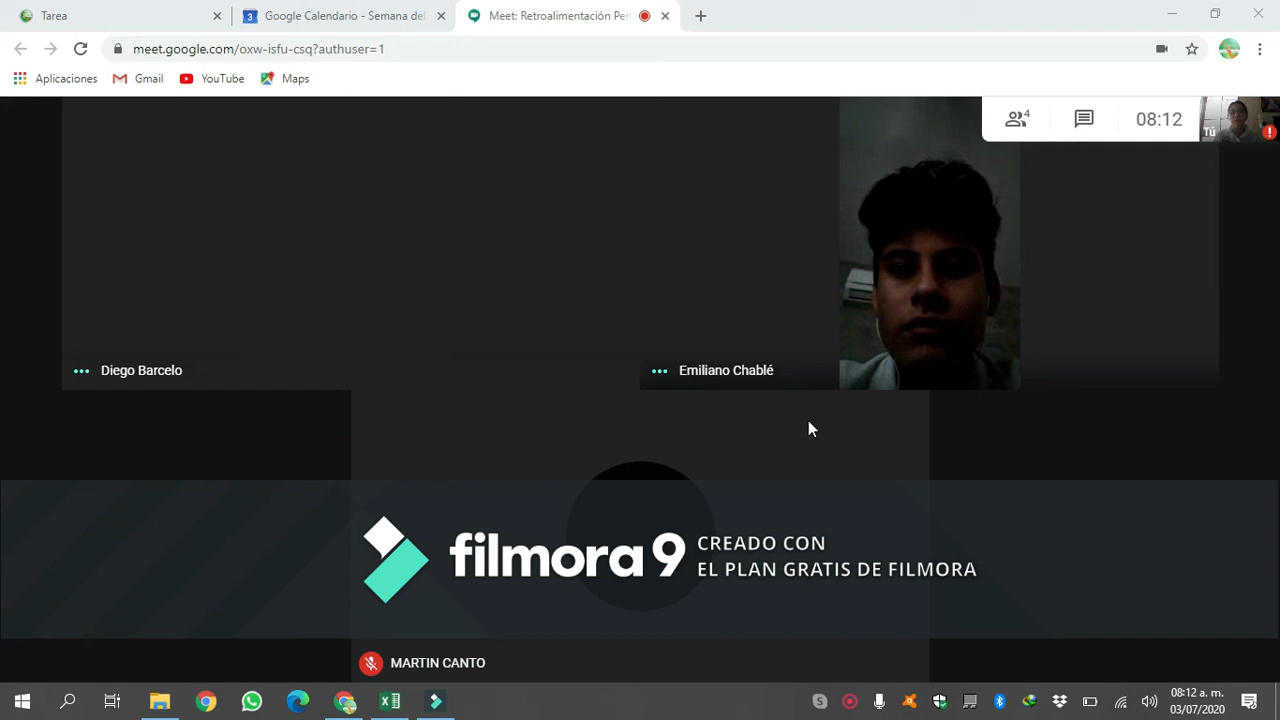 Tarea
Google Calendario - Semana del
Meet: Retroalimentación Per
meet.google.com/oxw-isfu-csq?authuser=1
Aplicaciones
Gmail
YouTube
Maps
4
08:12
Tú
Diego Barcelo
Emiliano Chablé
filmora 9
CREADO CON
EL PLAN GRATIS DE FILMORA
MARTIN CANTO
08:12 a. m.
03/07/2020